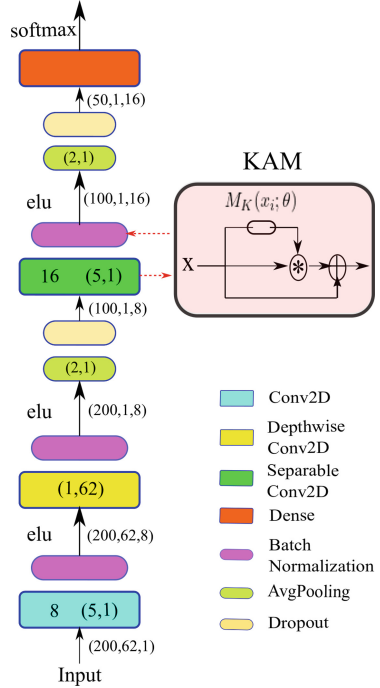 softmax
(50,1,16)
(2,1)
elu
(100,1,16)
KAM
M_K(x_i;θ)
X
*
16 (5,1)
(100,1,8)
(2,1)
elu
(200,1,8)
(1,62)
elu
(200,62,8)
8 (5,1)
(200,62,1)
Input
Conv2D
Depthwise
Conv2D
Separable
Conv2D
Dense
Batch
Normalization
AvgPooling
Dropout